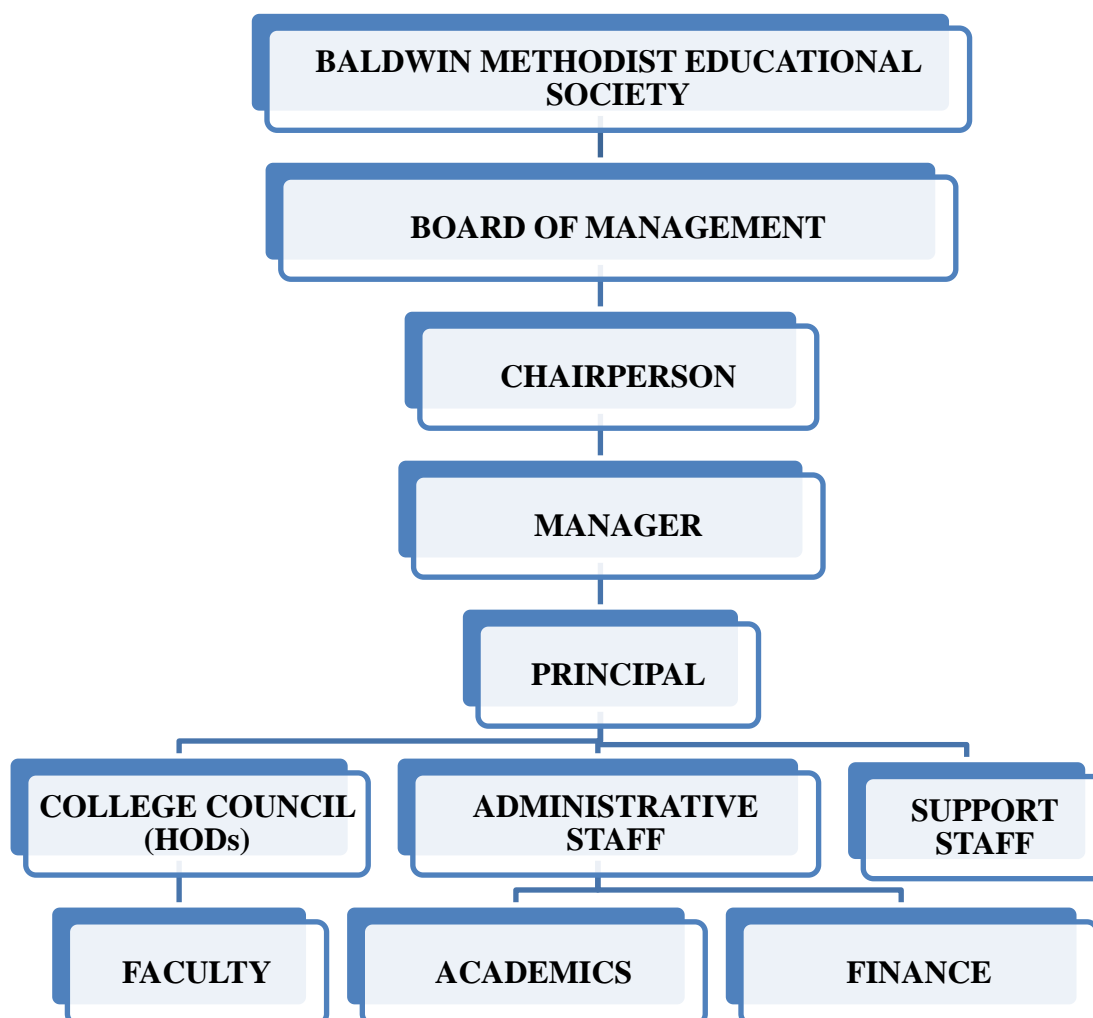 BALDWIN METHODIST EDUCATIONAL
SOCIETY
BOARD OF MANAGEMENT
CHAIRPERSON
MANAGER
PRINCIPAL
COLLEGE COUNCIL
(HODs)
ADMINISTRATIVE
STAFF
SUPPORT
STAFF
FACULTY
ACADEMICS
FINANCE